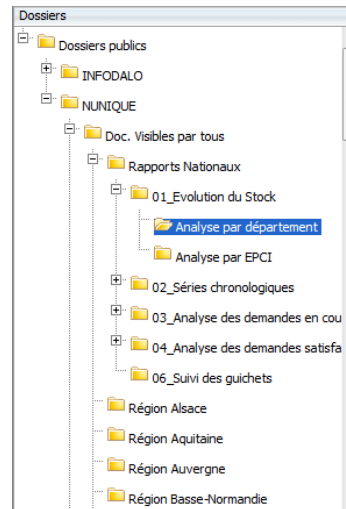 Dossiers
Dossiers publics
INFODALO
NUNIQUE
Doc. Visibles par tous
Rapports Nationaux
01_Evolution du Stock
Analyse par département
Analyse par EPCI
02_Séries chronologiques
03_Analyse des demandes en cou
04_Analyse des demandes satisfa
06_Suivi des guichets
Région Alsace
Région Aquitaine
Région Auvergne
Région Basse-Normandie